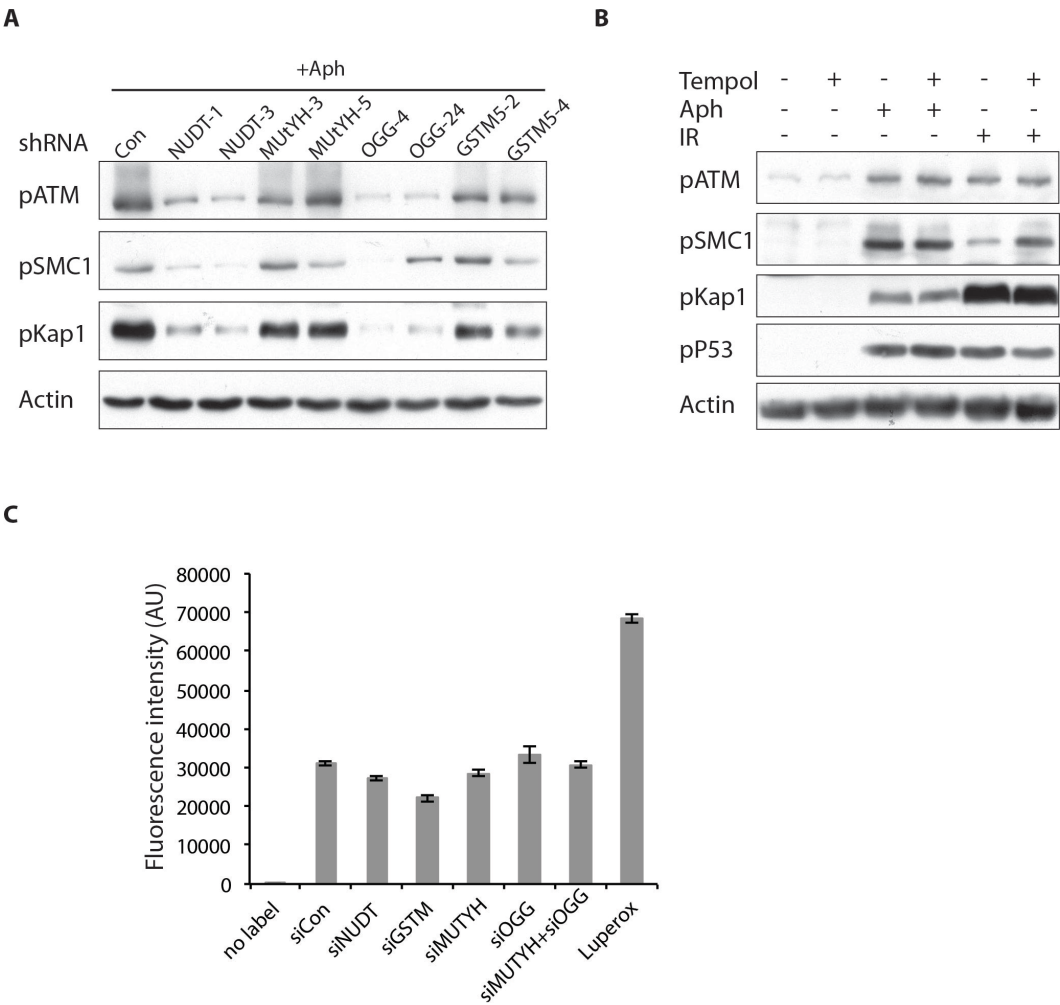 A
+Aph
shRNA Con NUDT-1 NUDT-3 MUtYH-3 MUtYH-5 OGG-4 OGG-24 GSTM5-2 GSTM5-4
pATM
pSMC1
pKap1
Actin
B
Tempol - + - + - +
Aph - - + + - -
IR - - - - + +
pATM
pSMC1
pKap1
pP53
Actin
C
Fluorescence intensity (AU)
80000
70000
60000
50000
40000
30000
20000
10000
0
no label siCon siNUDT siGSTM siMUTYH siOGG siMUTYH+siOGG Luperox